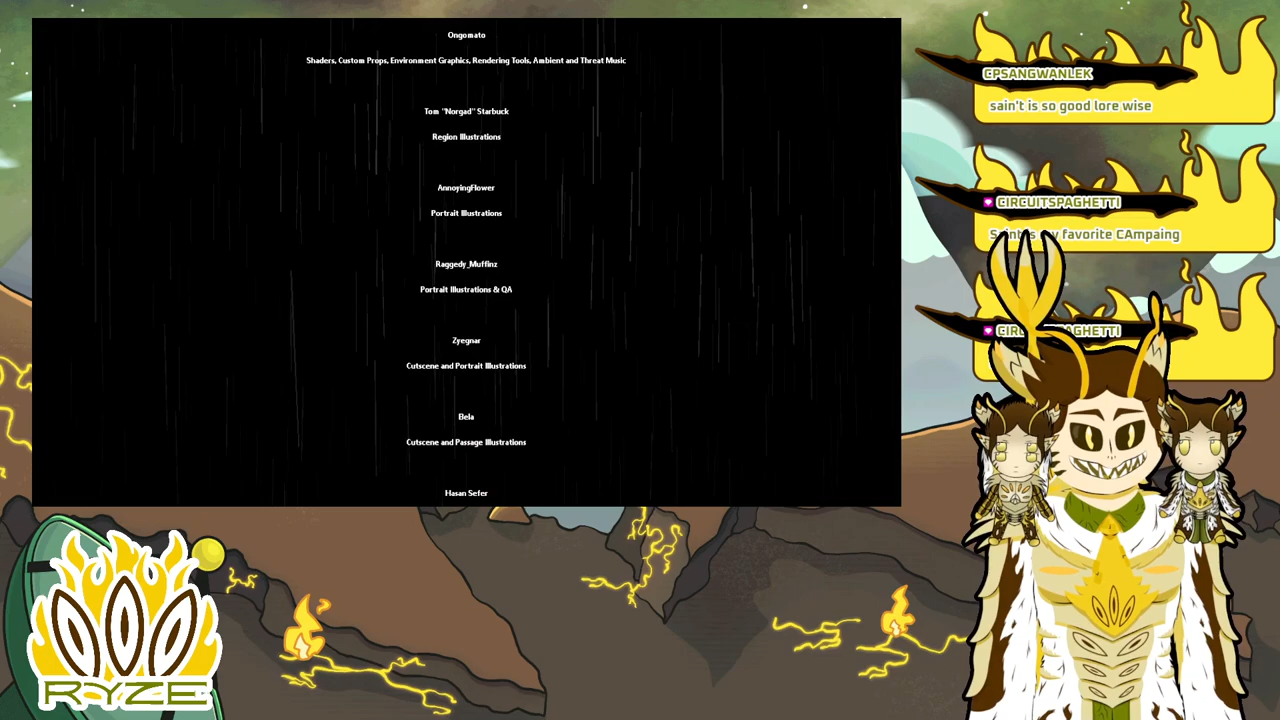 Ongomato
Shaders, Custom Props, Environment Graphics, Rendering Tools, Ambient and Threat Music
Tom "Norgad" Starbuck
Region Illustrations
AnnoyingFlower
Portrait Illustrations
Raggedy_Muffinz
Portrait Illustrations & QA
Zyegnar
Cutscene and Portrait Illustrations
Bela
Cutscene and Passage Illustrations
Hasan Sefer
CPSANGWANLEK
sain't is so good lore wise
CIRCUITSPAGHETTI
my favorite CAmpaing
RYZE